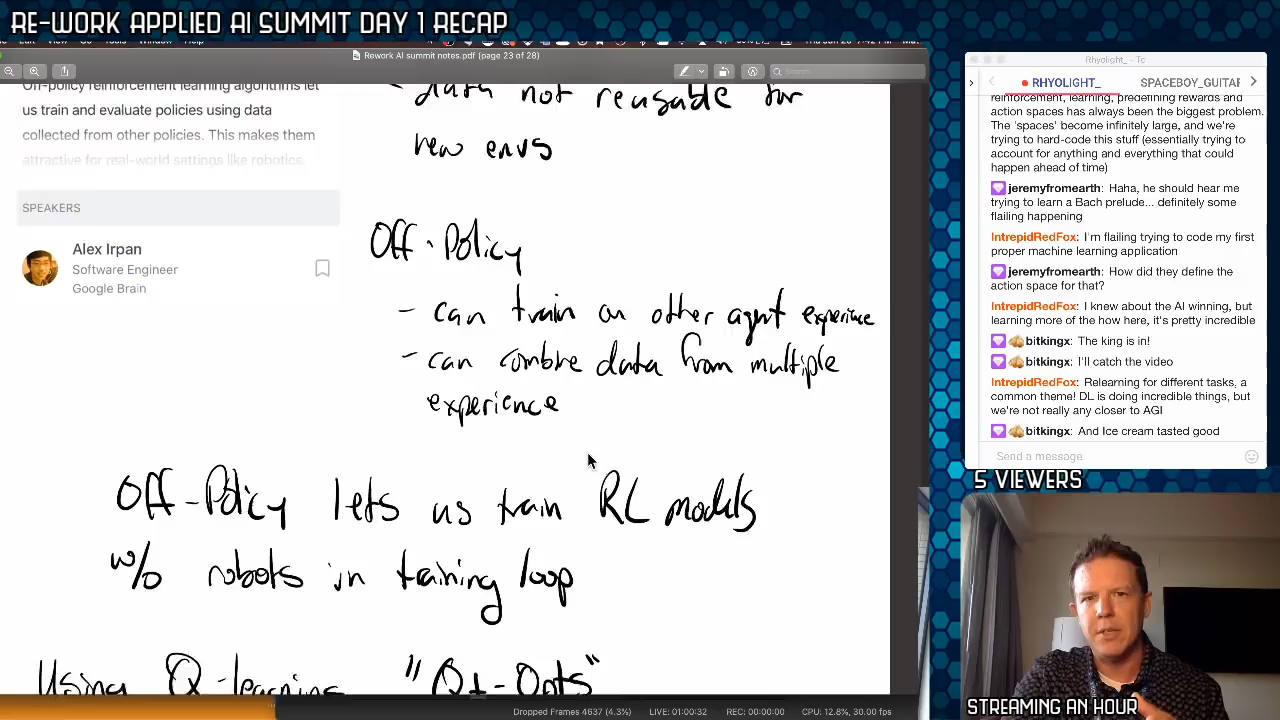 RE-WORK APPLIED AI SUMMIT DAY 1 RECAP
Rework AI summit notes.pdf (page 23 of 28)
Search
Off-policy reinforcement learning algorithms let
us train and evaluate policies using data
collected from other policies. This makes them
attractive for real-world settings like robotics.
SPEAKERS
Alex Irpan
Software Engineer
Google Brain
- data not reusable for
new envs
Off-Policy
- can train on other agent experience
- can combine data from multiple
experience
Off-Policy lets us train RL models
w/o robots in training loop
Using Q-learning "Qt-Opts"
Rhyolight_ - Tc
RHYOLIGHT_
SPACEBOY_GUITAR
reinforcement, learning, predefining rewards and
action spaces has always been the biggest problem.
The 'spaces' become infinitely large, and we're
trying to hard-code this stuff (essentially trying to
account for anything and everything that could
happen ahead of time)
jeremyfromearth: Haha, he should hear me
trying to learn a Bach prelude... definitely some
flailing happening
IntrepidRedFox: I'm flailing trying to code my first
proper machine learning application
jeremyfromearth: How did they define the
action space for that?
IntrepidRedFox: I knew about the AI winning, but
learning more of the how here, it's pretty incredible
bitkingx: The king is in!
bitkingx: I'll catch the video
IntrepidRedFox: Relearning for different tasks, a
common theme! DL is doing incredible things, but
we're not really any closer to AGI
bitkingx: And Ice cream tasted good
Send a message
5 VIEWERS
STREAMING AN HOUR
Dropped Frames 4637 (4.3%) LIVE: 01:00:32 REC: 00:00:00 CPU: 12.8%, 30.00 fps